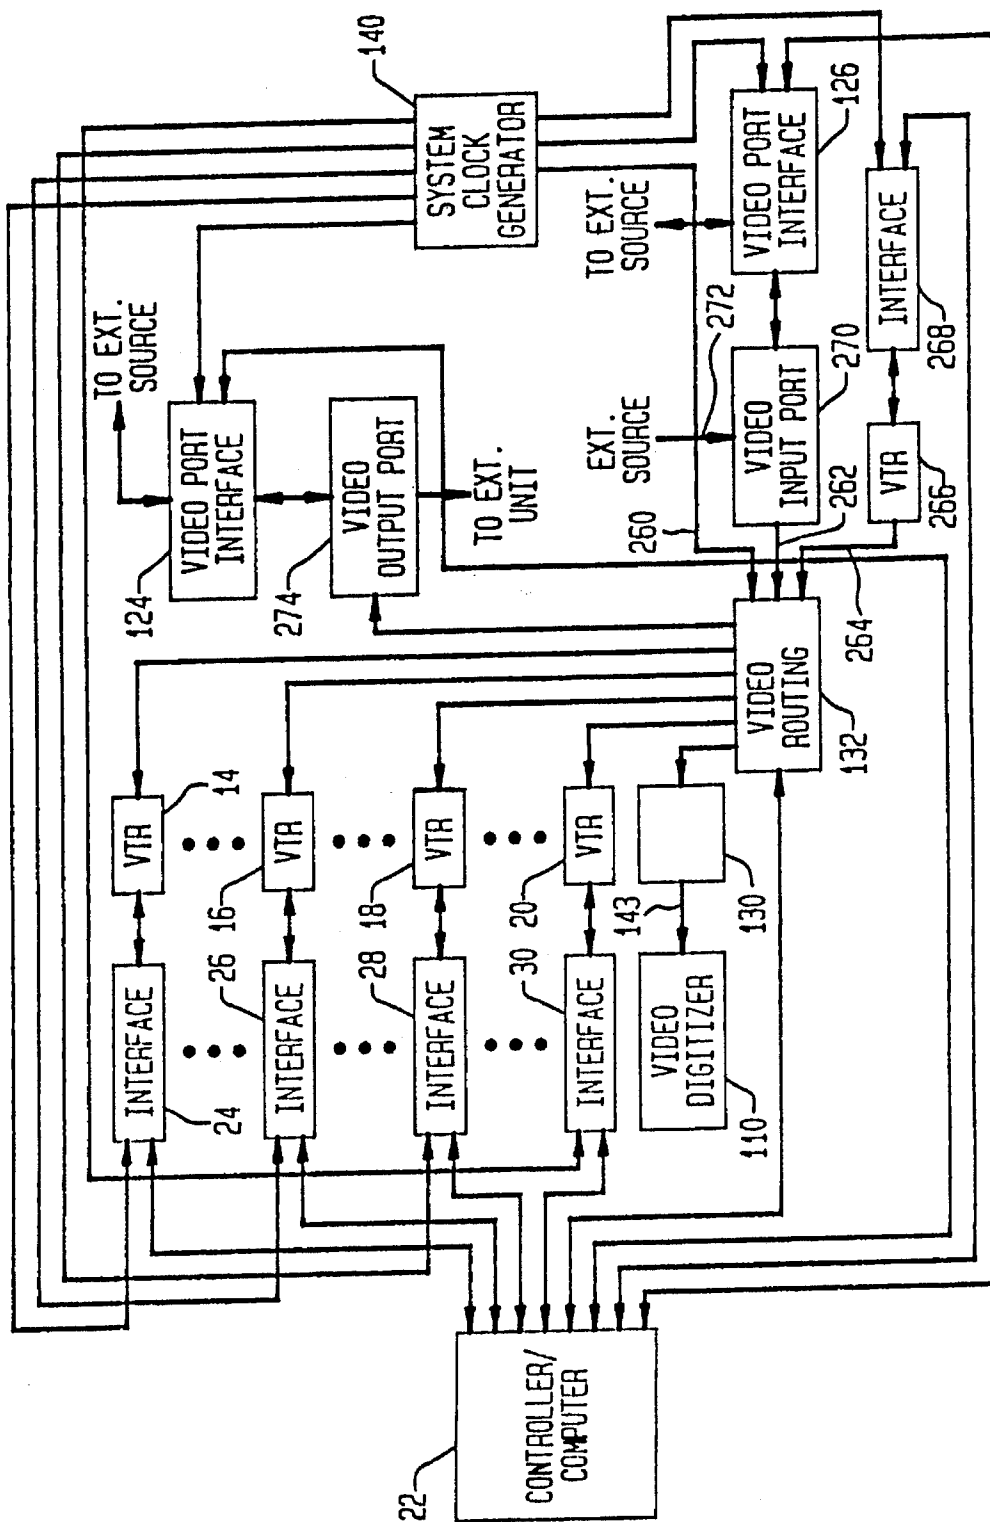 140
SYSTEM
CLOCK
GENERATOR
TO EXT.
SOURCE
VIDEO PORT
INTERFACE
124
VIDEO
OUTPUT PORT
274
TO EXT.
UNIT
TO EXT.
SOURCE
VIDEO PORT
INTERFACE
126
272
EXT.
SOURCE
VIDEO
INPUT PORT
270
260
262
INTERFACE
268
VTR
266
264
VIDEO
ROUTING
132
14
VTR
16
VTR
18
VTR
20
VTR
130
143
INTERFACE
24
26
INTERFACE
28
INTERFACE
30
INTERFACE
VIDEO
DIGITIZER
110
22
CONTROLLER/
COMPUTER